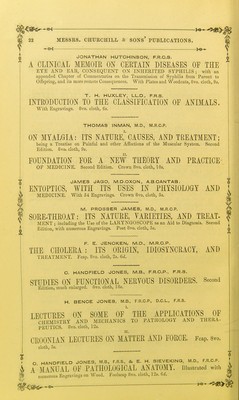 22 MESSRS. CHURCHILL & SONS' PUBLICATIONS.
JONATHAN HUTCHINSON, F.R.C.S.
A CLINICAL MEMOIR ON CERTAIN DISEASES OF THE
EYE AND EAR, CONSEQUENT ON INHERITED SYPHILIS; with an
appended Chapter of Commentaries on the Transmission of Syphilis from Parent to
Offspring, and its more remote Consequences. With Plates and Woodcuts, 8vo. cloth, 9s.
T. H. HUXLEY, LL.D., F.R.S.
INTRODUCTION TO THE CLASSIFICATION OF ANIMALS.
With Engravings. 8vo. cloth, 6s.
THOMAS INMAN, M.D., M.R.C.P.
ON MYALGIA: ITS NATURE, CAUSES, AND TREATMENT;
being a Treatise on Painful and other Affections of the Muscular System. Second
Edition. 8vo. cloth, 9s.
FOUNDATION FOR A NEW THEORY AND PRACTICE
OF MEDICINE. Second Edition. Crown 8vo. cloth, 10s.
JAMES JAGO, M.D.OXON., A.B.CANTAB.
ENTOPTICS, WITH ITS USES IN PHYSIOLOGY AND
MEDICINE. With 54 Engravings. Crown 8vo. cloth, 5s.
M. PROSSER JAMES, M.D., M.R.C.P.
SORE-THROAT: ITS NATURE, VARIETIES, AND TREAT-
MENT; including the Use of the LARYNGOSCOPE as an Aid to Diagnosis. Second
Edition, with numerous Engravings. Post 8vo. cloth, 5s.
F. E. JENCKEN, M.D., M.R.C.P.
THE CHOLERA: ITS ORIGIN, IDIOSYNCRACY, AND
TREATMENT. Fcap. 8vo. cloth, 2s. 6d.
C. HANDFIELD JONES, M.B., F.R.C.P., F.R.S.
STUDIES ON FUNCTIONAL NERVOUS DISORDERS. Second
Edition, much enlarged. 8vo. cloth, 18s.
H. BENCE JONES, M.D., F.R.C.P., D.C.L., F.R.S.
LECTURES ON SOME OF THE APPLICATIONS OF
CHEMISTRY AND MECHANICS TO PATHOLOGY AND THERA-
PEUTICS. 8vo. cloth, 12s.
CROONIAN LECTURES ON MATTER AND FORCE. Fcap. 8vo.
cloth, 5s.
C. HANDFIELD JONES, M.B., F.R.S., & E. H. SIEVEKING, M.D., F.R.C.P.
A MANUAL OF PATHOLOGICAL ANATOMY. Illustrated with
numerous Engravings on Wood. Foolscap 8vo. cloth, 12s. 6d.